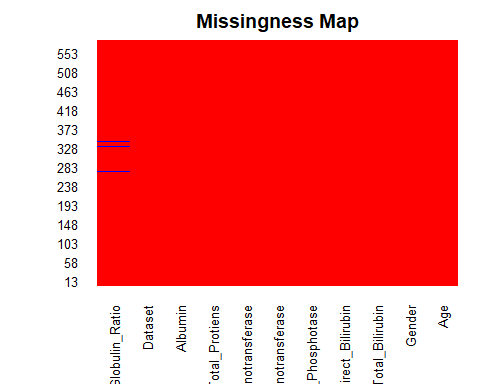 Missingness Map
553
508
463
418
373
328
283
238
193
148
103
58
13
Globulin_Ratio
Dataset
Albumin
Total_Protiens
notransferase
notransferase
_Phosphotase
irect_Bilirubin
Total_Bilirubin
Gender
Age